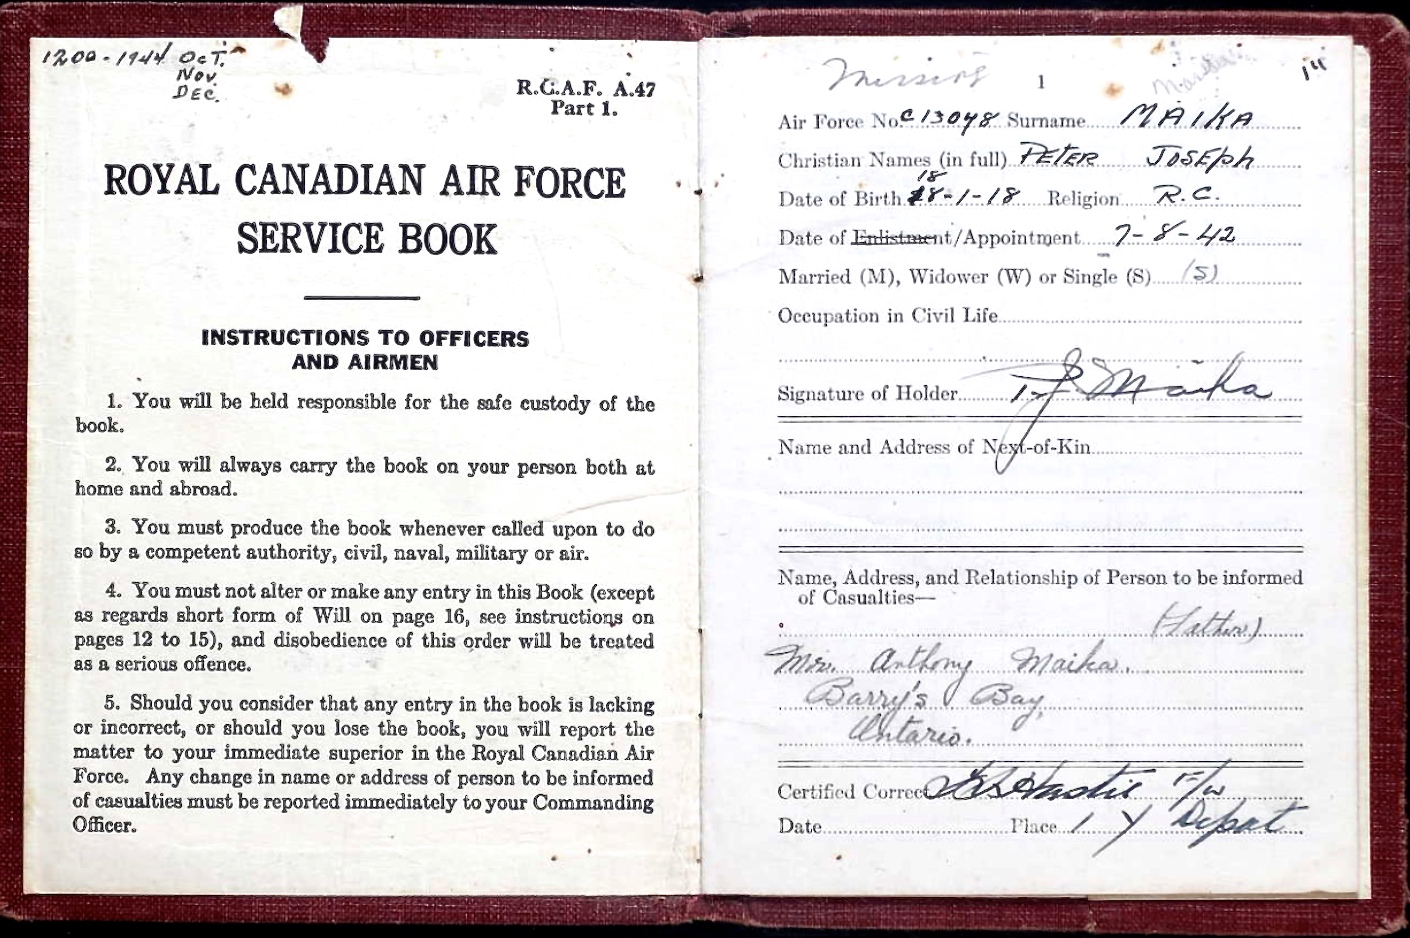 1200-1944 OCT.
NOV.
DEC.
R.C.A.F. A.47
Part 1.
ROYAL CANADIAN AIR FORCE
SERVICE BOOK
INSTRUCTIONS TO OFFICERS
AND AIRMEN
1. You will be held responsible for the safe custody of the
book.
2. You will always carry the book on your person both at
home and abroad.
3. You must produce the book whenever called upon to do
so by a competent authority, civil, naval, military or air.
4. You must not alter or make any entry in this Book (except
as regards short form of Will on page 16, see instructions on
pages 12 to 15), and disobedience of this order will be treated
as a serious offence.
5. Should you consider that any entry in the book is lacking
or incorrect, or should you lose the book, you will report the
matter to your immediate superior in the Royal Canadian Air
Force. Any change in name or address of person to be informed
of casualties must be reported immediately to your Commanding
Officer.
Missing
1
Air Force No. C13048 Surname MAIKA
Christian Names (in full) PETER JOSEPh
18
Date of Birth 18-1-18 Religion R.C.
Date of Enlistment/Appointment 7-8-42
Married (M), Widower (W) or Single (S) (S)
Occupation in Civil Life
Signature of Holder P J Maika
Name and Address of Next-of-Kin
Name, Address, and Relationship of Person to be informed
of Casualties—
(Father)
Mr. Anthony Maika.
Barry's Bay,
Ontario.
Certified Correct
Date Place 1 Y Depot